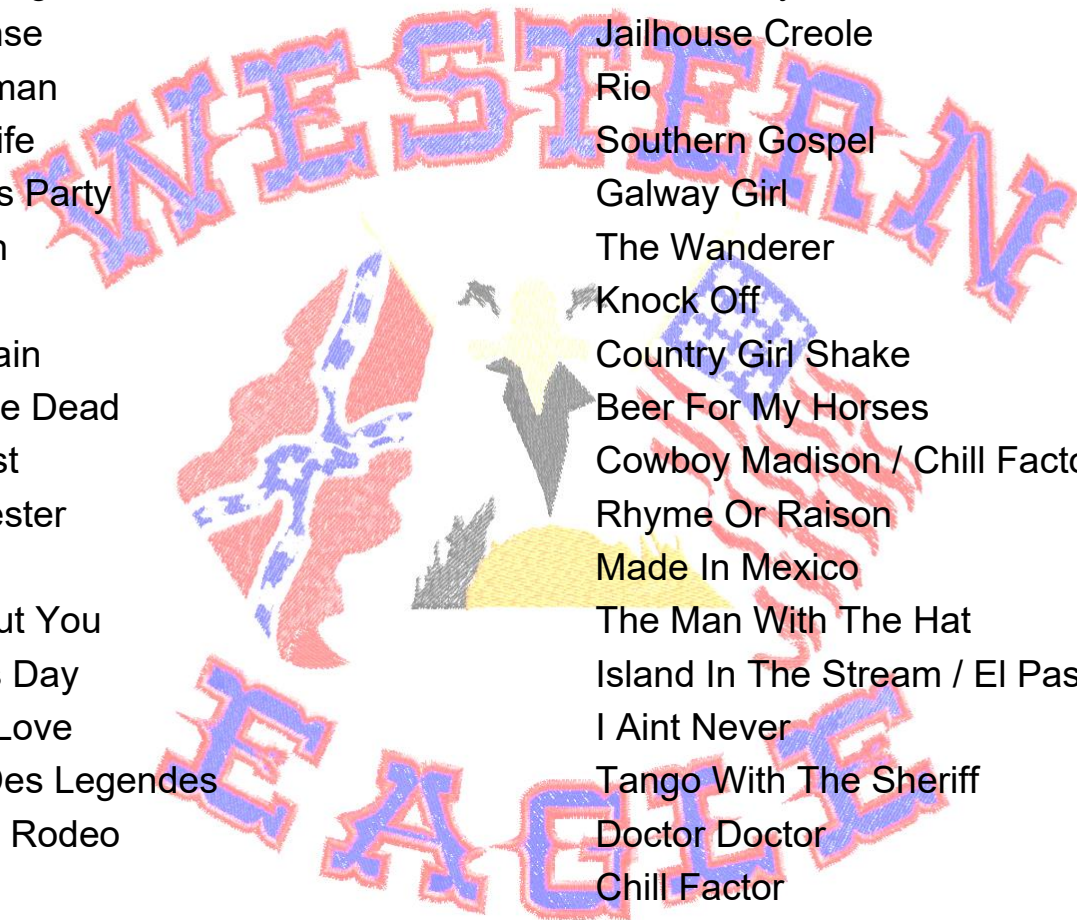 WESTERN
nse
man
ife
s Party
n
ain
e Dead
st
ester
ut You
s Day
Love
Des Legendes
Rodeo
Jailhouse Creole
Rio
Southern Gospel
Galway Girl
The Wanderer
Knock Off
Country Girl Shake
Beer For My Horses
Cowboy Madison / Chill Facto
Rhyme Or Raison
Made In Mexico
The Man With The Hat
Island In The Stream / El Pas
I Aint Never
Tango With The Sheriff
Doctor Doctor
Chill Factor
EAGLE